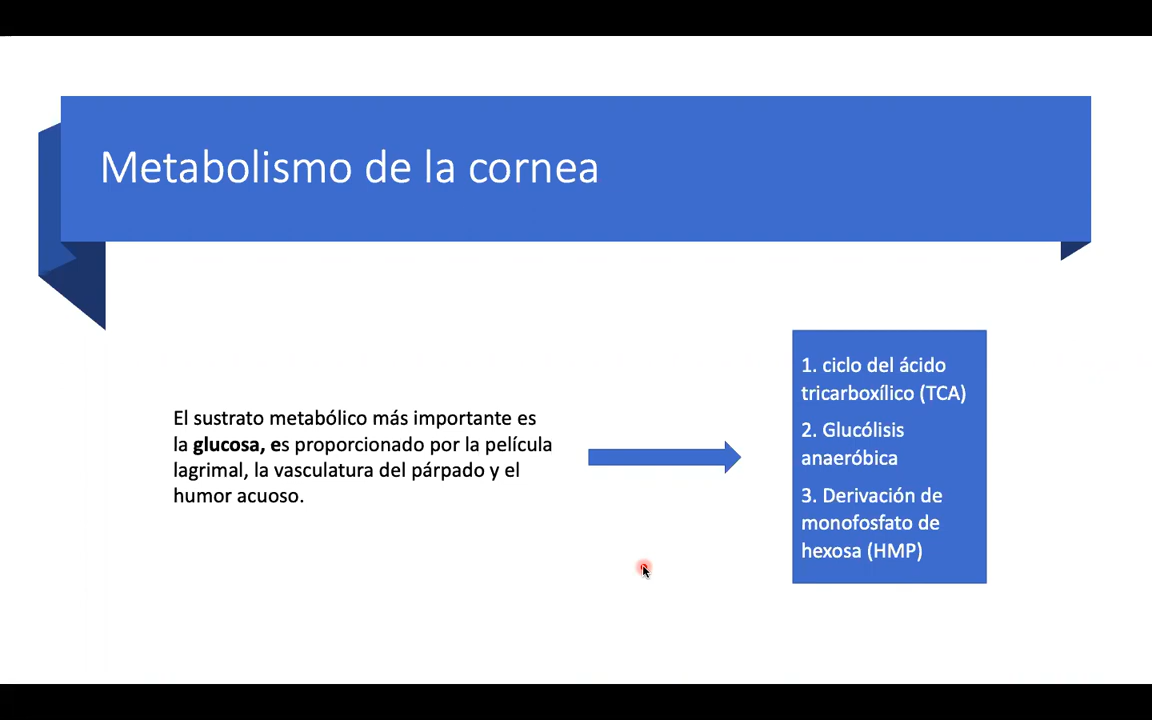 Metabolismo de la cornea
El sustrato metabólico más importante es
la glucosa, es proporcionado por la película
lagrimal, la vasculatura del párpado y el
humor acuoso.
1. ciclo del ácido
tricarboxílico (TCA)
2. Glucólisis
anaeróbica
3. Derivación de
monofosfato de
hexosa (HMP)